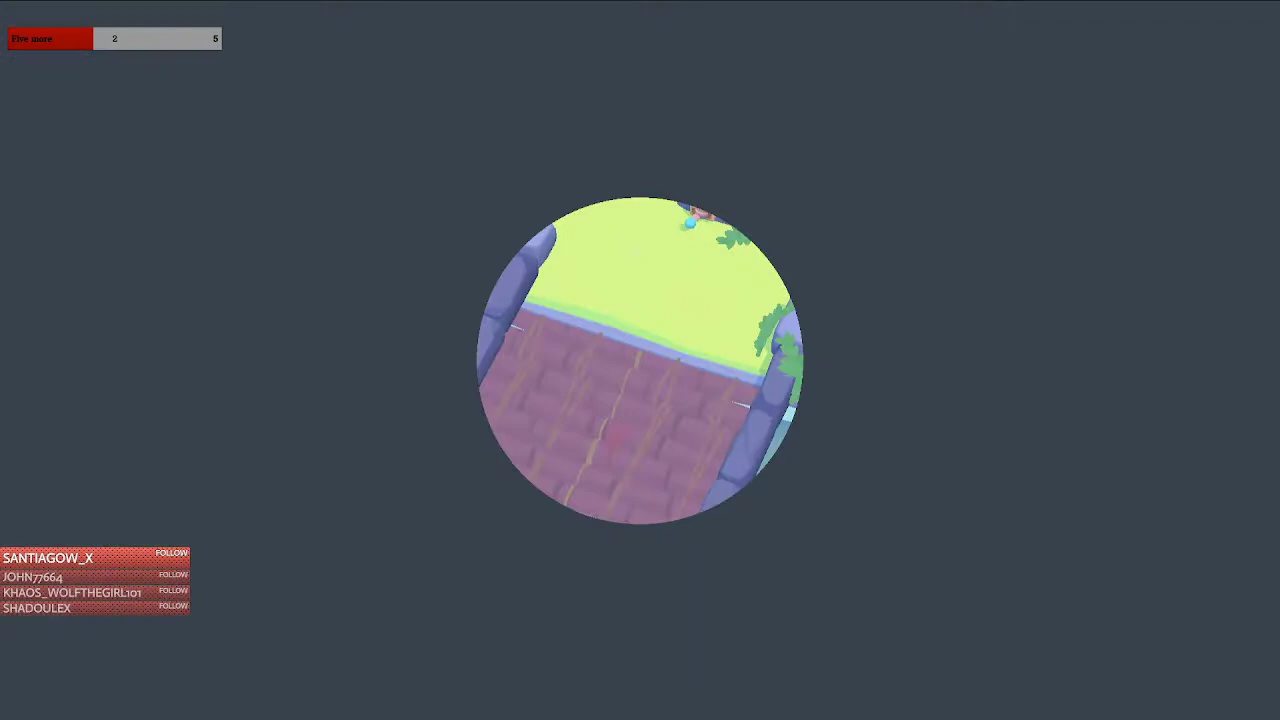 Five more 2 5
SANTIAGOW_X FOLLOW
JOHN77664 FOLLOW
KHAOS_WOLFTHEGIRL101 FOLLOW
SHADOULEX FOLLOW